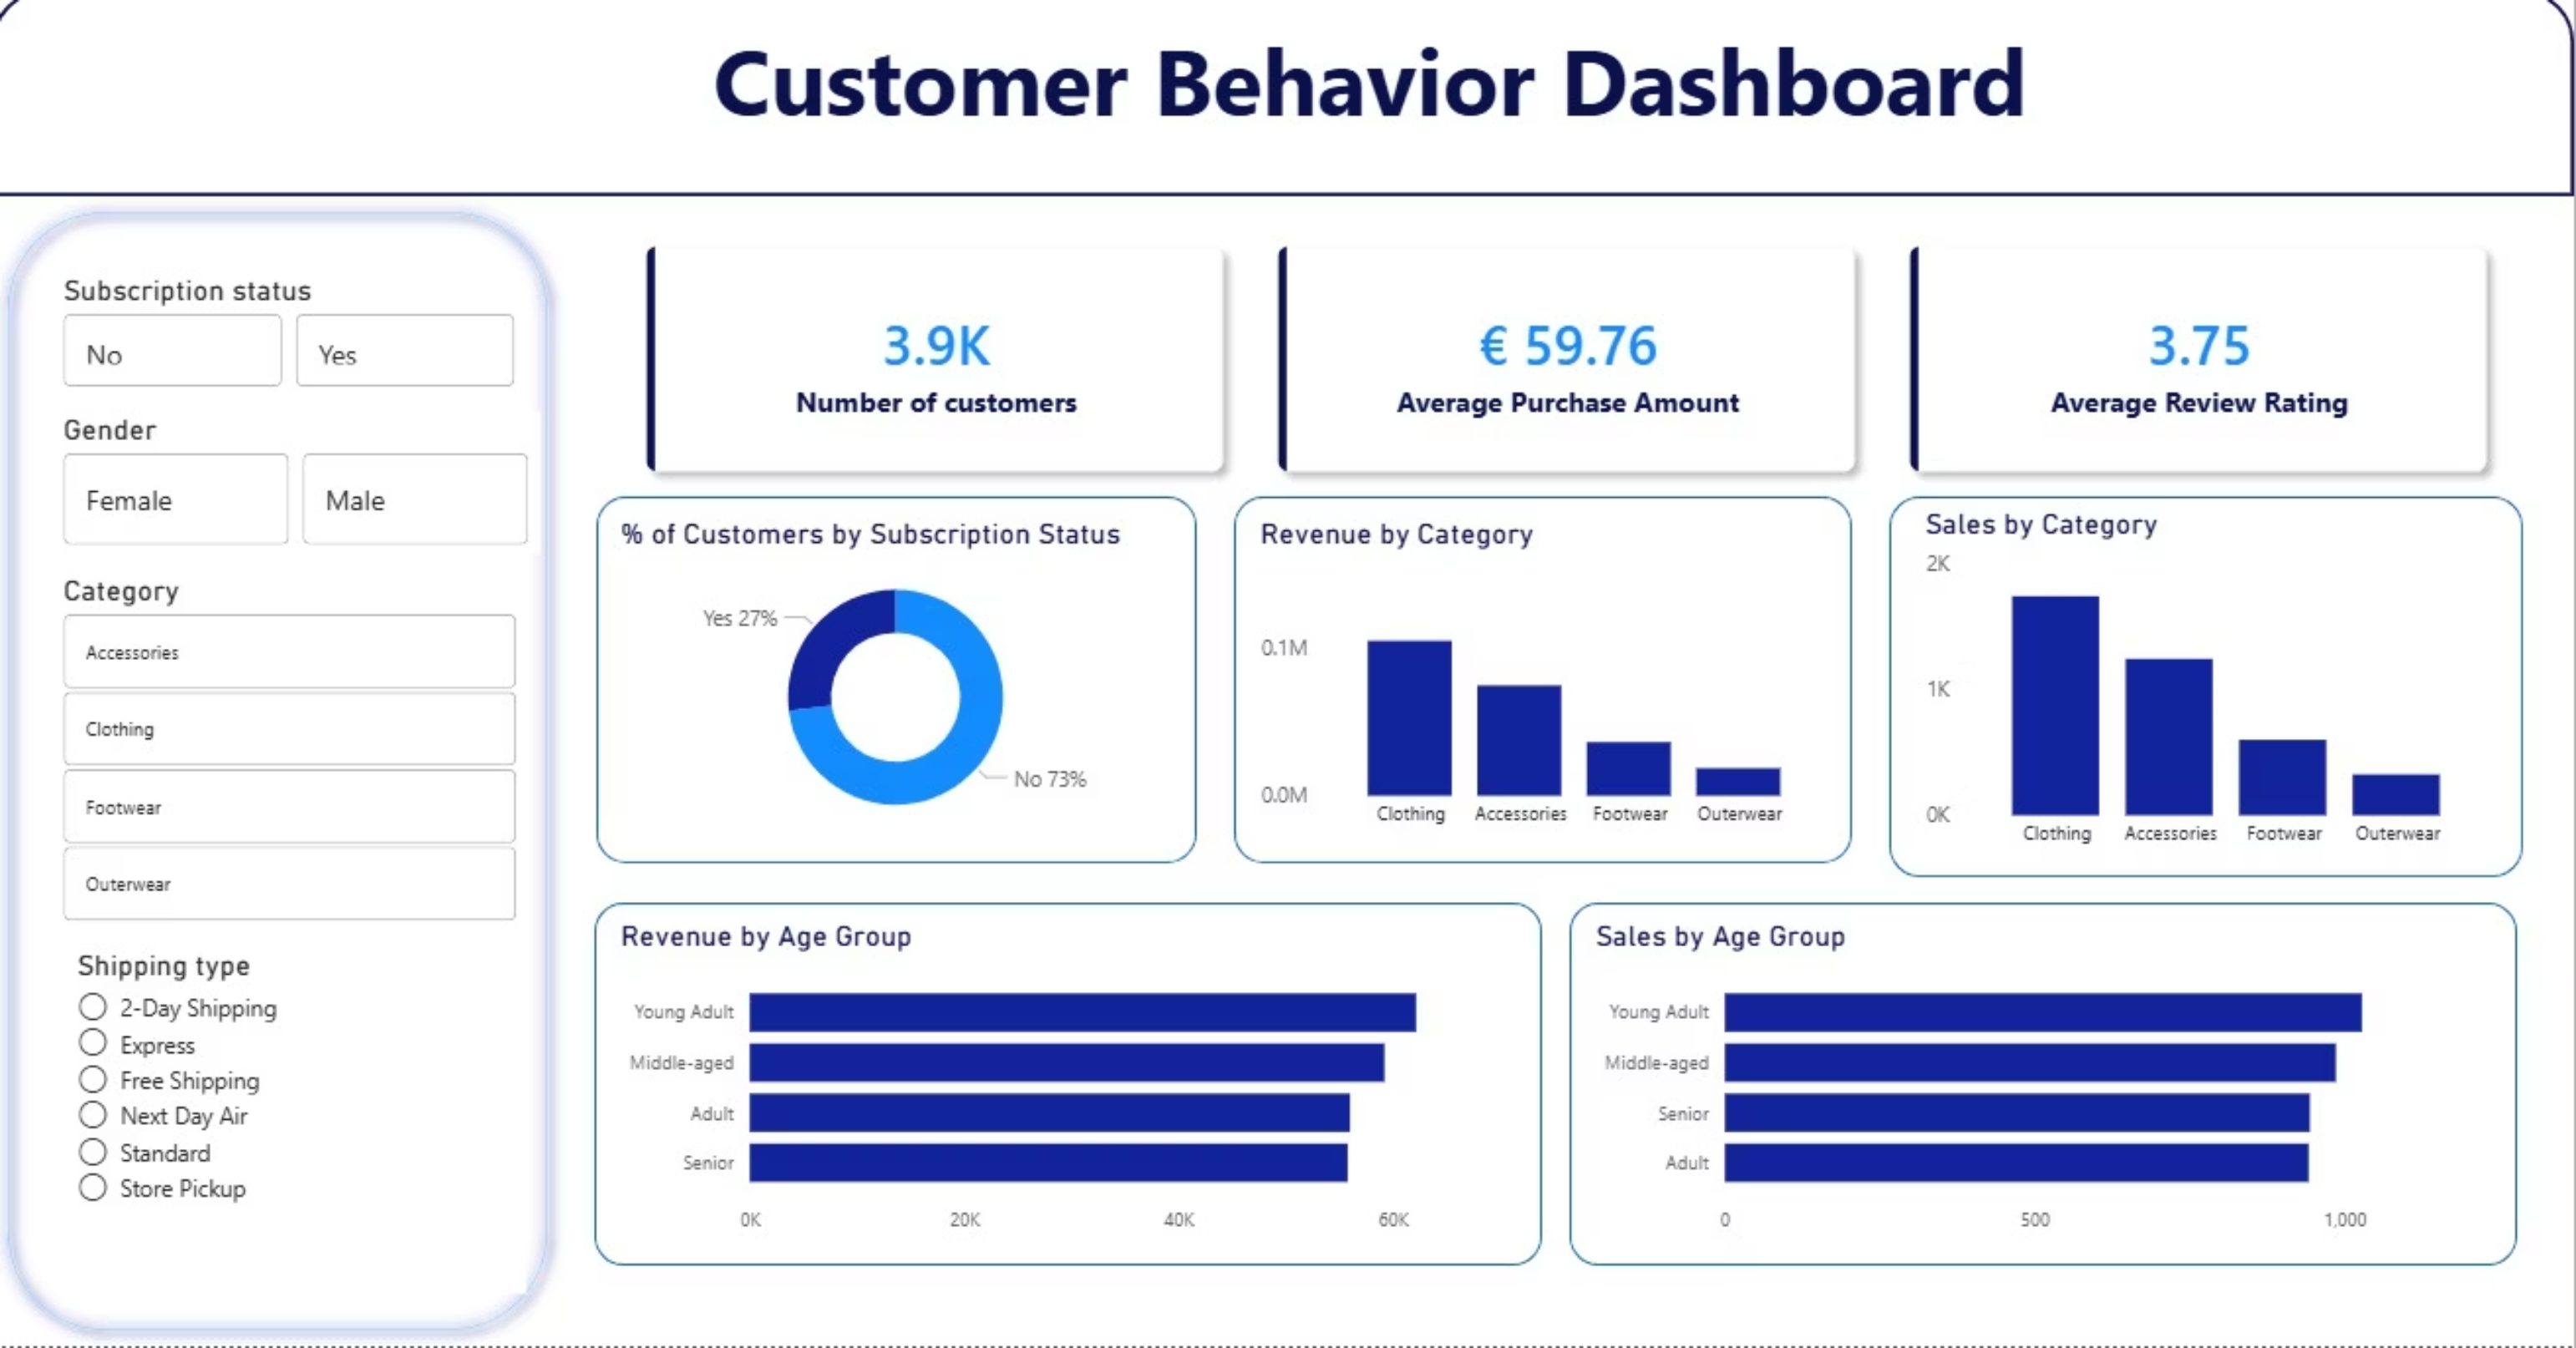 Customer Behavior Dashboard
Subscription status
No
Yes
Gender
Female
Male
Category
Accessories
Clothing
Footwear
Outerwear
Shipping type
2-Day Shipping
Express
Free Shipping
Next Day Air
Standard
Store Pickup
3.9K
Number of customers
€ 59.76
Average Purchase Amount
3.75
Average Review Rating
% of Customers by Subscription Status
Yes 27%
No 73%
Revenue by Category
0.1M
0.0M
Clothing Accessories Footwear Outerwear
Sales by Category
2K
1K
0K
Clothing Accessories Footwear Outerwear
Revenue by Age Group
Young Adult
Middle-aged
Adult
Senior
0K 20K 40K 60K
Sales by Age Group
Young Adult
Middle-aged
Senior
Adult
0 500 1,000